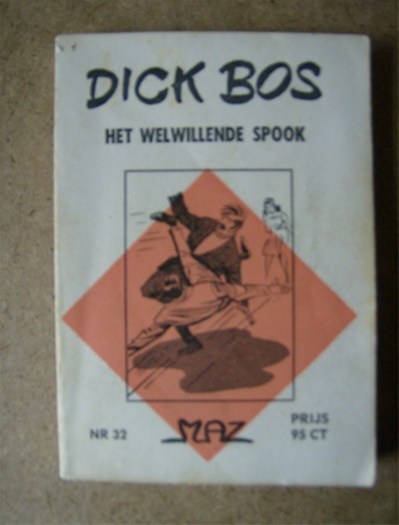 DICK BOS
HET WELWILLENDE SPOOK
NR 32
MAZ
PRIJS
95 CT